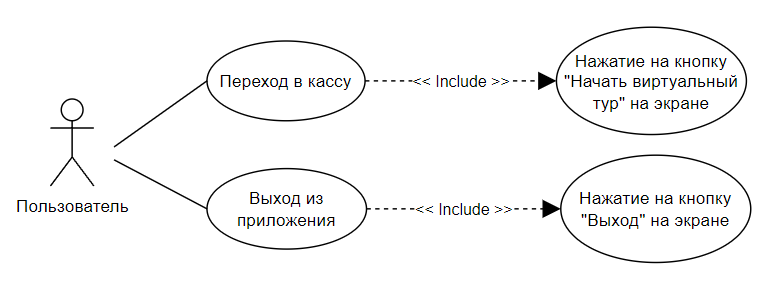 Пользователь
Переход в кассу
<< Include >>
Нажатие на кнопку
"Начать виртуальный
тур" на экране
Выход из
приложения
<< Include >>
Нажатие на кнопку
"Выход" на экране